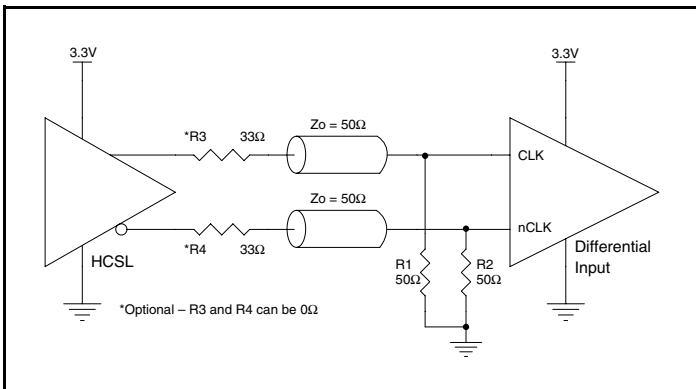 3.3V
3.3V
*R3 33Ω
Zo = 50Ω
CLK
Zo = 50Ω
nCLK
*R4 33Ω
HCSL
R1
50Ω
R2
50Ω
Differential
Input
*Optional – R3 and R4 can be 0Ω